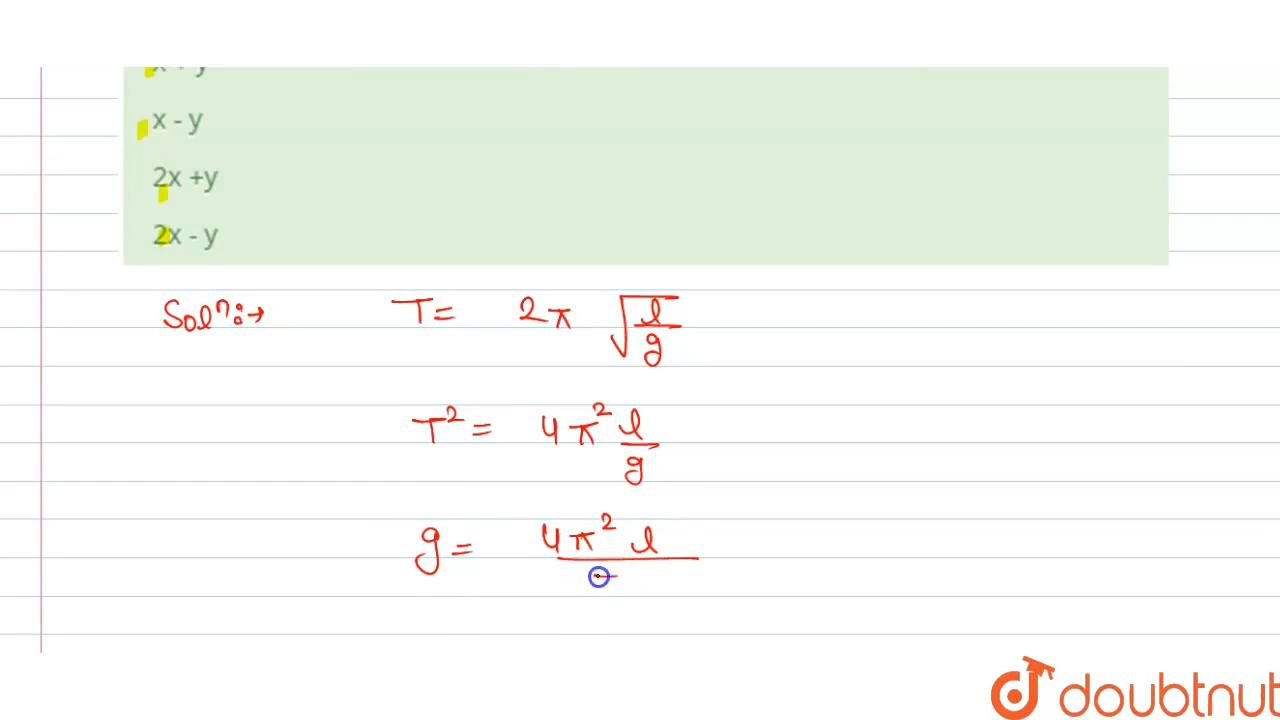 x - y
2x +y
2x - y
Solⁿ:→ T = 2π √(l/g)
T² = 4π² l/g
g = 4π² l
doubtnut